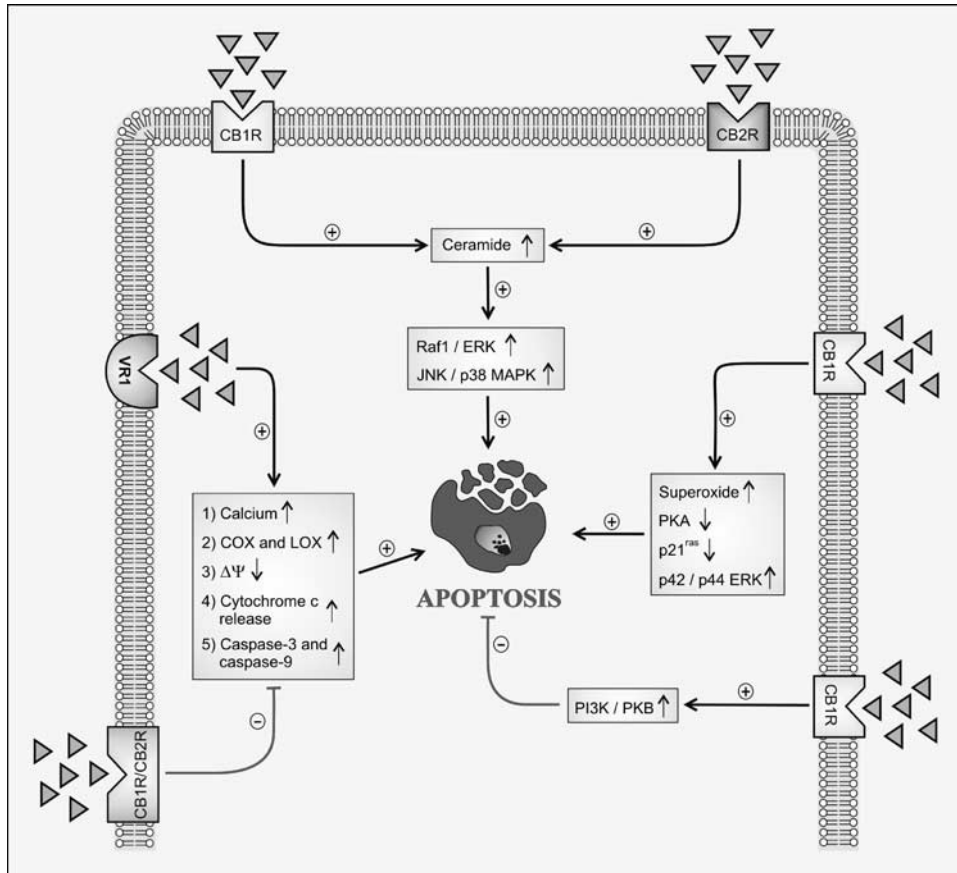 CB1R
CB2R
+
+
Ceramide ↑
+
Raf1 / ERK ↑
JNK / p38 MAPK ↑
VR1
CB1R
+
+
+
1) Calcium ↑
2) COX and LOX ↑
3) ΔΨ ↓
4) Cytochrome c
release ↑
5) Caspase-3 and
caspase-9 ↑
+
APOPTOSIS
+
Superoxide ↑
PKA ↓
p21ras ↓
p42 / p44 ERK ↑
−
−
PI3K / PKB ↑
+
CB1R
CB1R/CB2R